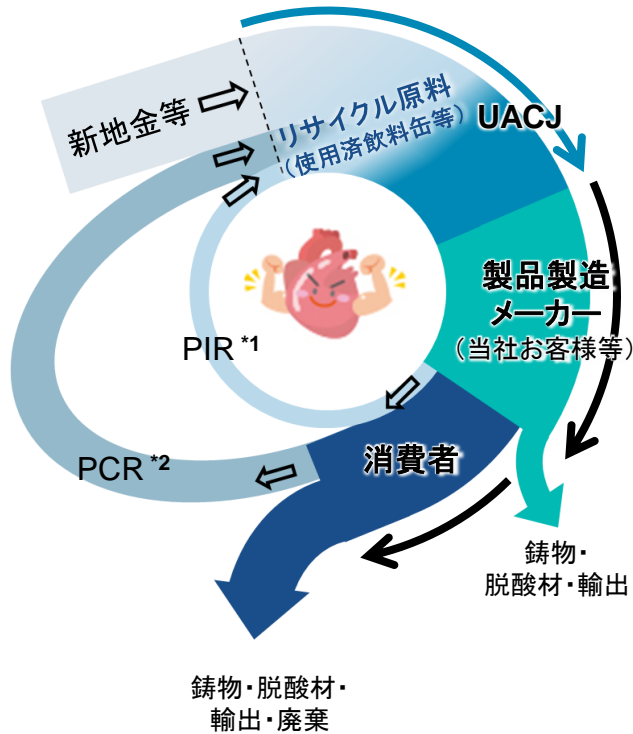 新地金等
リサイクル原料
（使用済飲料缶等）
UACJ
製品製造
メーカー
（当社お客様等）
PIR *1
消費者
PCR *2
鋳物・
脱酸材・輸出
鋳物・脱酸材・
輸出・廃棄